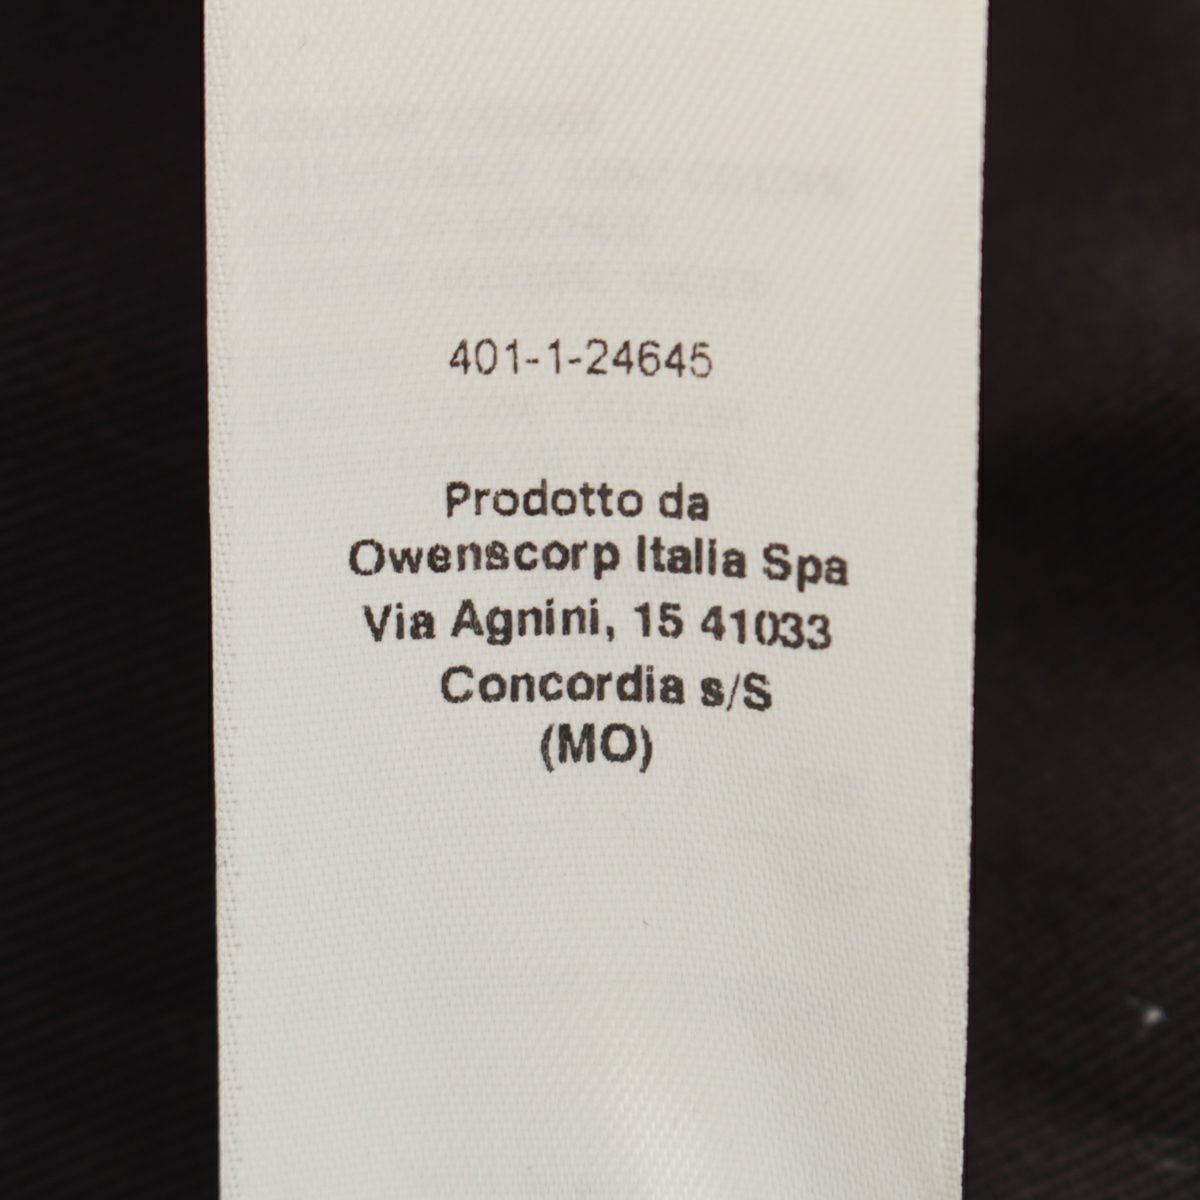 401-1-24645
Prodotto da
Owenscorp Italia Spa
Via Agnini, 15 41033
Concordia s/S
(MO)